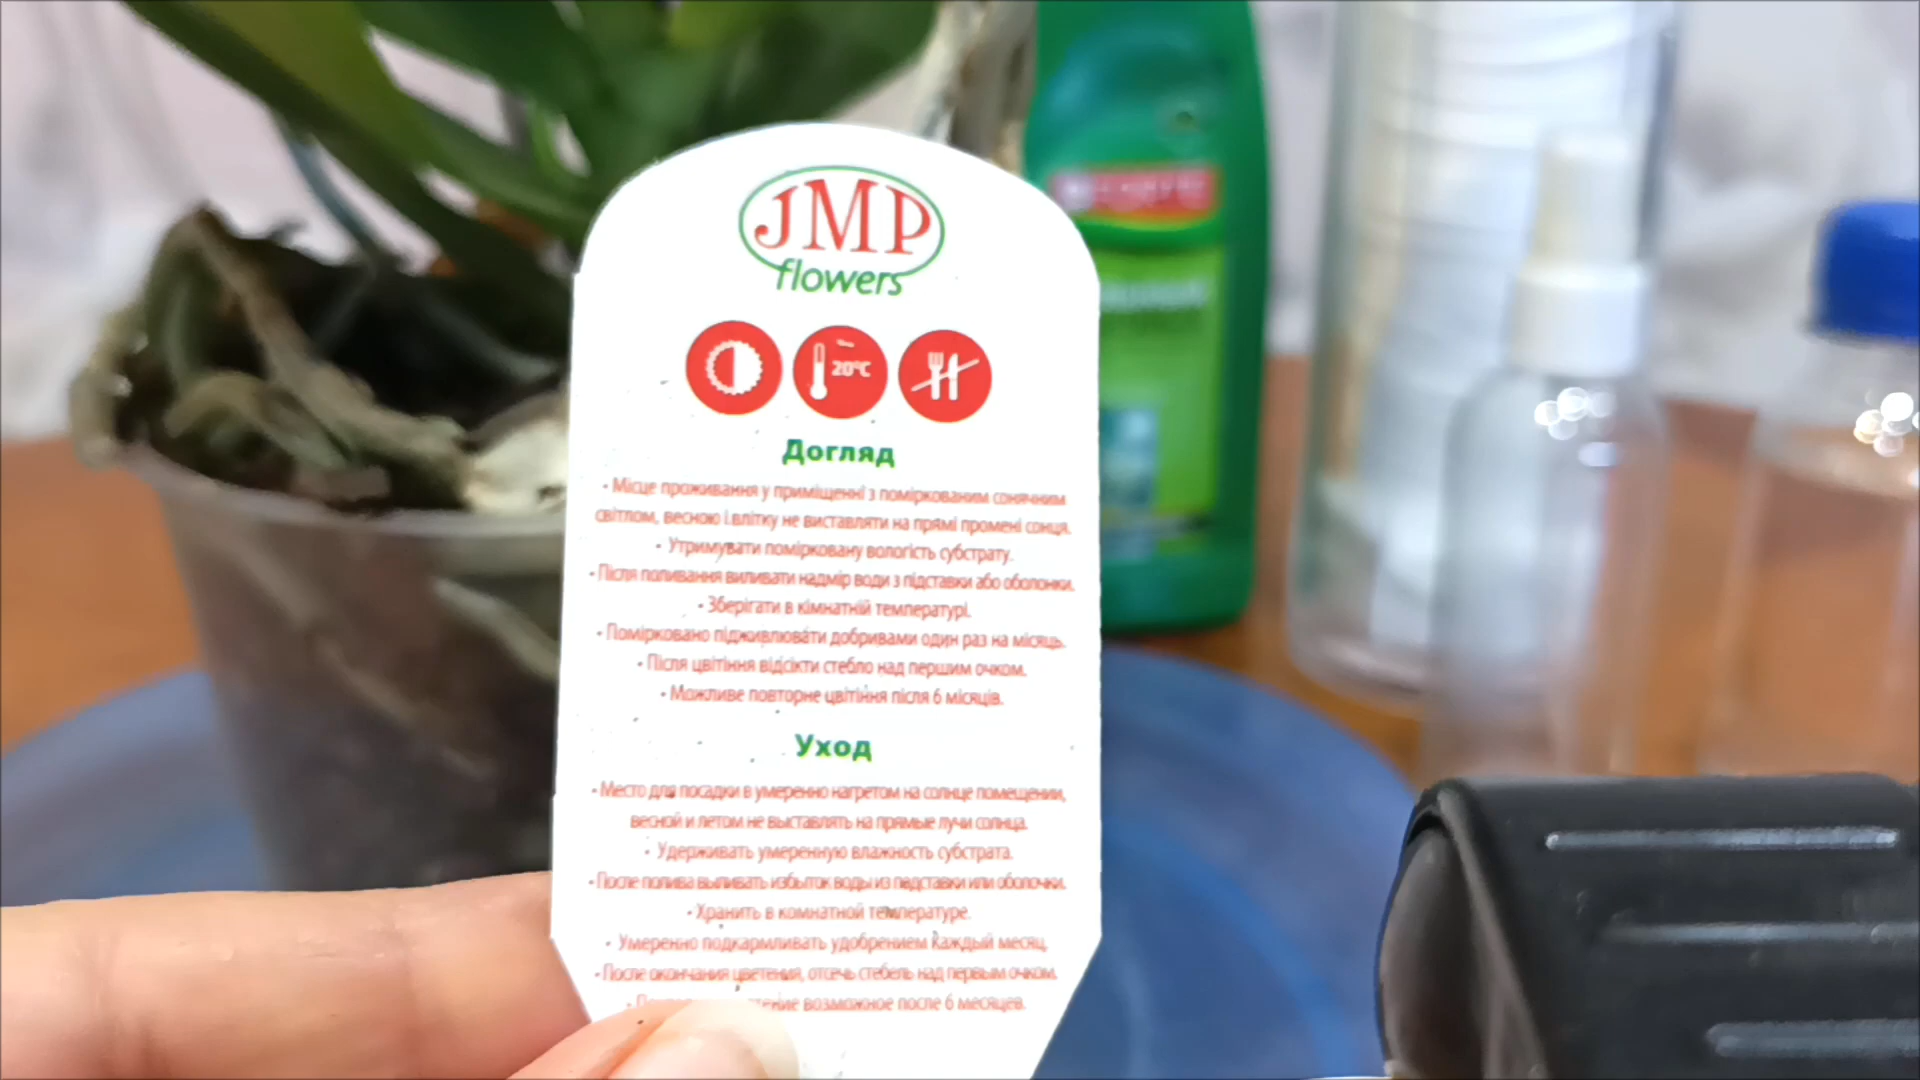 JMP
flowers
20°C
Догляд
• Місце проживання у приміщенні з поміркованим сонячним
світлом, весною і влітку не виставляти на прямі промені сонця.
• Утримувати помірковану вологість субстрату.
• Після поливання виливати надмір води з підставки або оболонки.
• Зберігати в кімнатній температурі.
• Помірковано підживлювати добривами один раз на місяць.
• Після цвітіння відсікти стебло над першим очком.
• Можливе повторне цвітіння після 6 місяців.
Уход
• Место для посадки в умеренно нагретом на солнце помещении,
весной и летом не выставлять на прямые лучи солнца.
• Удерживать умеренную влажность субстрата.
• После полива выливать избыток воды из подставки или оболочки.
• Хранить в комнатной температуре.
• Умеренно подкармливать удобрением каждый месяц.
• После окончания цветения, отсечь стебель над первым очком.
возможное после 6 месяцев.
FORTE